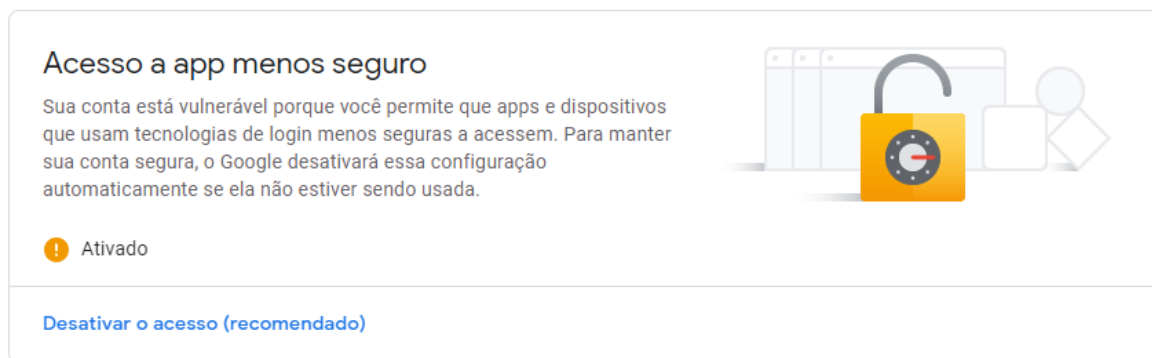 Acesso a app menos seguro
Sua conta está vulnerável porque você permite que apps e dispositivos
que usam tecnologias de login menos seguras a acessem. Para manter
sua conta segura, o Google desativará essa configuração
automaticamente se ela não estiver sendo usada.
Ativado
Desativar o acesso (recomendado)